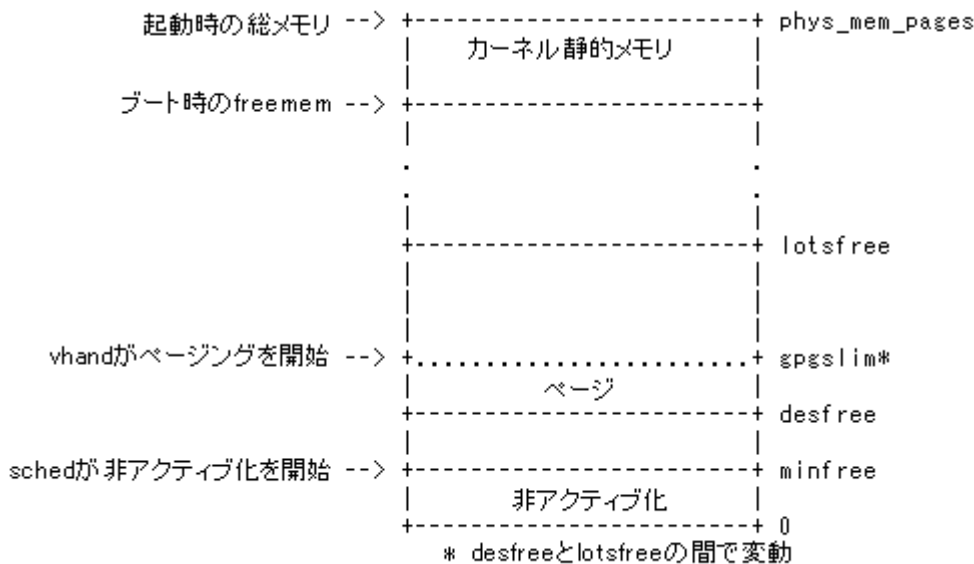 起動時の総メモリ --> +------------------------+ phys_mem_pages
| カーネル静的メモリ |
ブート時のfreemem --> +------------------------+
|
. .
. .
| |
+------------------------+ lotsfree
| |
| |
| |
vhandがページングを開始 --> +........................+ gpgslim*
| ページ |
+------------------------+ desfree
| |
schedが非アクティブ化を開始 --> +------------------------+ minfree
| 非アクティブ化 |
+------------------------+ 0
* desfreeとlotsfreeの間で変動